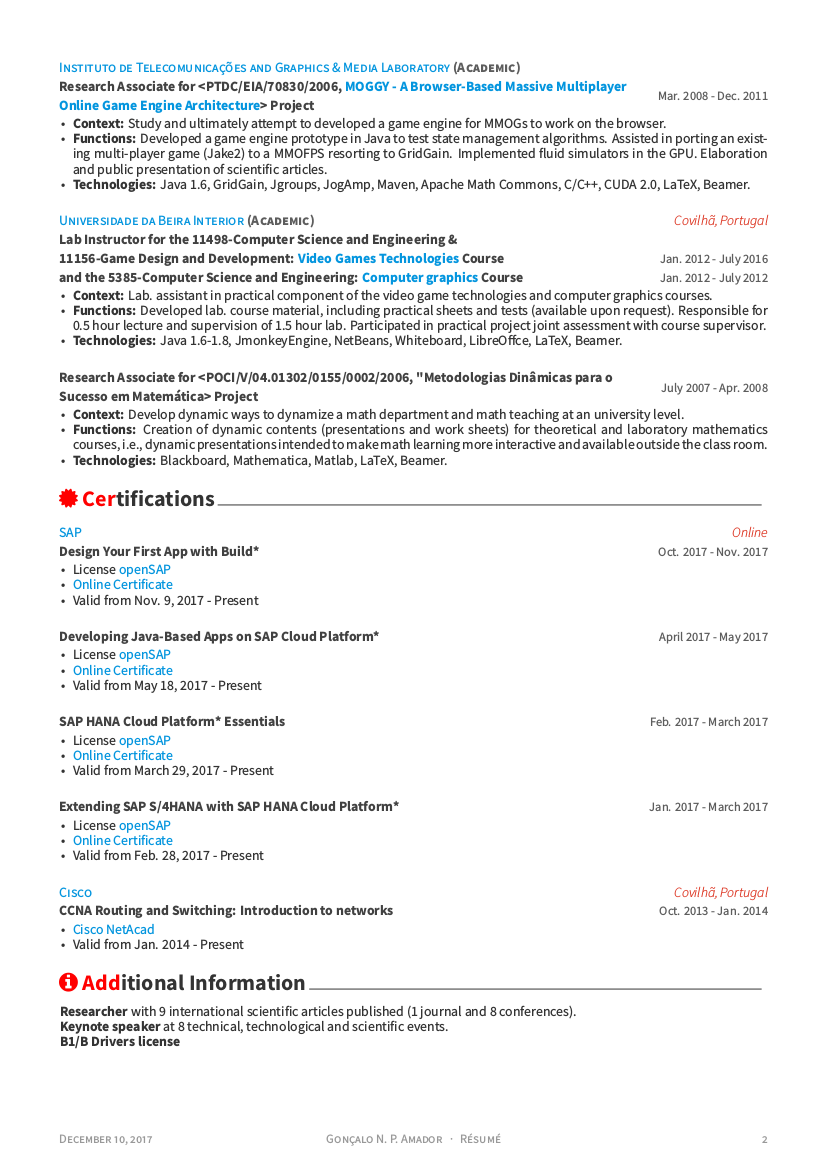 Instituto de Telecomunicações and Graphics & Media Laboratory (Academic)
Research Associate for <PTDC/EIA/70830/2006, MOGGY - A Browser-Based Massive Multiplayer
Online Game Engine Architecture> Project
Mar. 2008 - Dec. 2011
• Context: Study and ultimately attempt to developed a game engine for MMOGs to work on the browser.
• Functions: Developed a game engine prototype in Java to test state management algorithms. Assisted in porting an exist-
ing multi-player game (Jake2) to a MMOFPS resorting to GridGain. Implemented fluid simulators in the GPU. Elaboration
and public presentation of scientific articles.
• Technologies: Java 1.6, GridGain, Jgroups, JogAmp, Maven, Apache Math Commons, C/C++, CUDA 2.0, LaTeX, Beamer.
Universidade da Beira Interior (Academic) Covilhã, Portugal
Lab Instructor for the 11498-Computer Science and Engineering &
11156-Game Design and Development: Video Games Technologies Course Jan. 2012 - July 2016
and the 5385-Computer Science and Engineering: Computer graphics Course Jan. 2012 - July 2012
• Context: Lab. assistant in practical component of the video game technologies and computer graphics courses.
• Functions: Developed lab. course material, including practical sheets and tests (available upon request). Responsible for
0.5 hour lecture and supervision of 1.5 hour lab. Participated in practical project joint assessment with course supervisor.
• Technologies: Java 1.6-1.8, JmonkeyEngine, NetBeans, Whiteboard, LibreOffce, LaTeX, Beamer.
Research Associate for <POCI/V/04.01302/0155/0002/2006, "Metodologias Dinâmicas para o
Sucesso em Matemática> Project
July 2007 - Apr. 2008
• Context: Develop dynamic ways to dynamize a math department and math teaching at an university level.
• Functions: Creation of dynamic contents (presentations and work sheets) for theoretical and laboratory mathematics
courses, i.e., dynamic presentations intended to make math learning more interactive and available outside the class room.
• Technologies: Blackboard, Mathematica, Matlab, LaTeX, Beamer.
Certifications
SAP Online
Design Your First App with Build* Oct. 2017 - Nov. 2017
• License openSAP
• Online Certificate
• Valid from Nov. 9, 2017 - Present
Developing Java-Based Apps on SAP Cloud Platform* April 2017 - May 2017
• License openSAP
• Online Certificate
• Valid from May 18, 2017 - Present
SAP HANA Cloud Platform* Essentials Feb. 2017 - March 2017
• License openSAP
• Online Certificate
• Valid from March 29, 2017 - Present
Extending SAP S/4HANA with SAP HANA Cloud Platform* Jan. 2017 - March 2017
• License openSAP
• Online Certificate
• Valid from Feb. 28, 2017 - Present
Cisco Covilhã, Portugal
CCNA Routing and Switching: Introduction to networks Oct. 2013 - Jan. 2014
• Cisco NetAcad
• Valid from Jan. 2014 - Present
Additional Information
Researcher with 9 international scientific articles published (1 journal and 8 conferences).
Keynote speaker at 8 technical, technological and scientific events.
B1/B Drivers license
December 10, 2017 Gonçalo N. P. Amador · Résumé 2